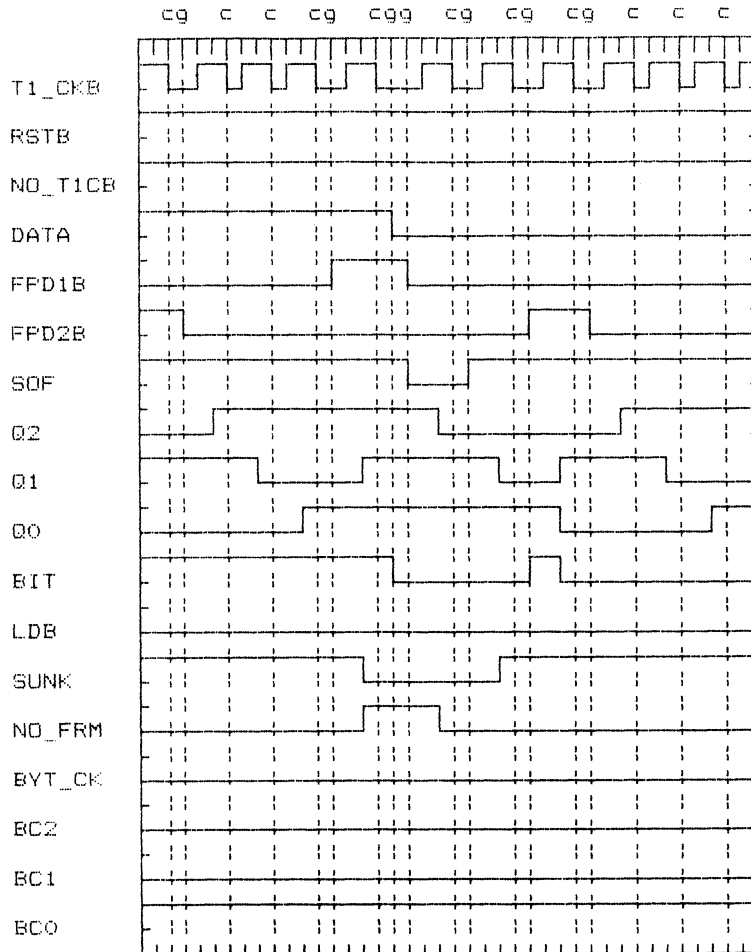 cg c c cg cgg cg cg cg c c c
T1_CKB
RSTB
NO_T1CB
DATA
FPD1B
FPD2B
SOF
Q2
Q1
Q0
BIT
LDB
SUNK
NO_FRM
BYT_CK
BC2
BC1
BC0